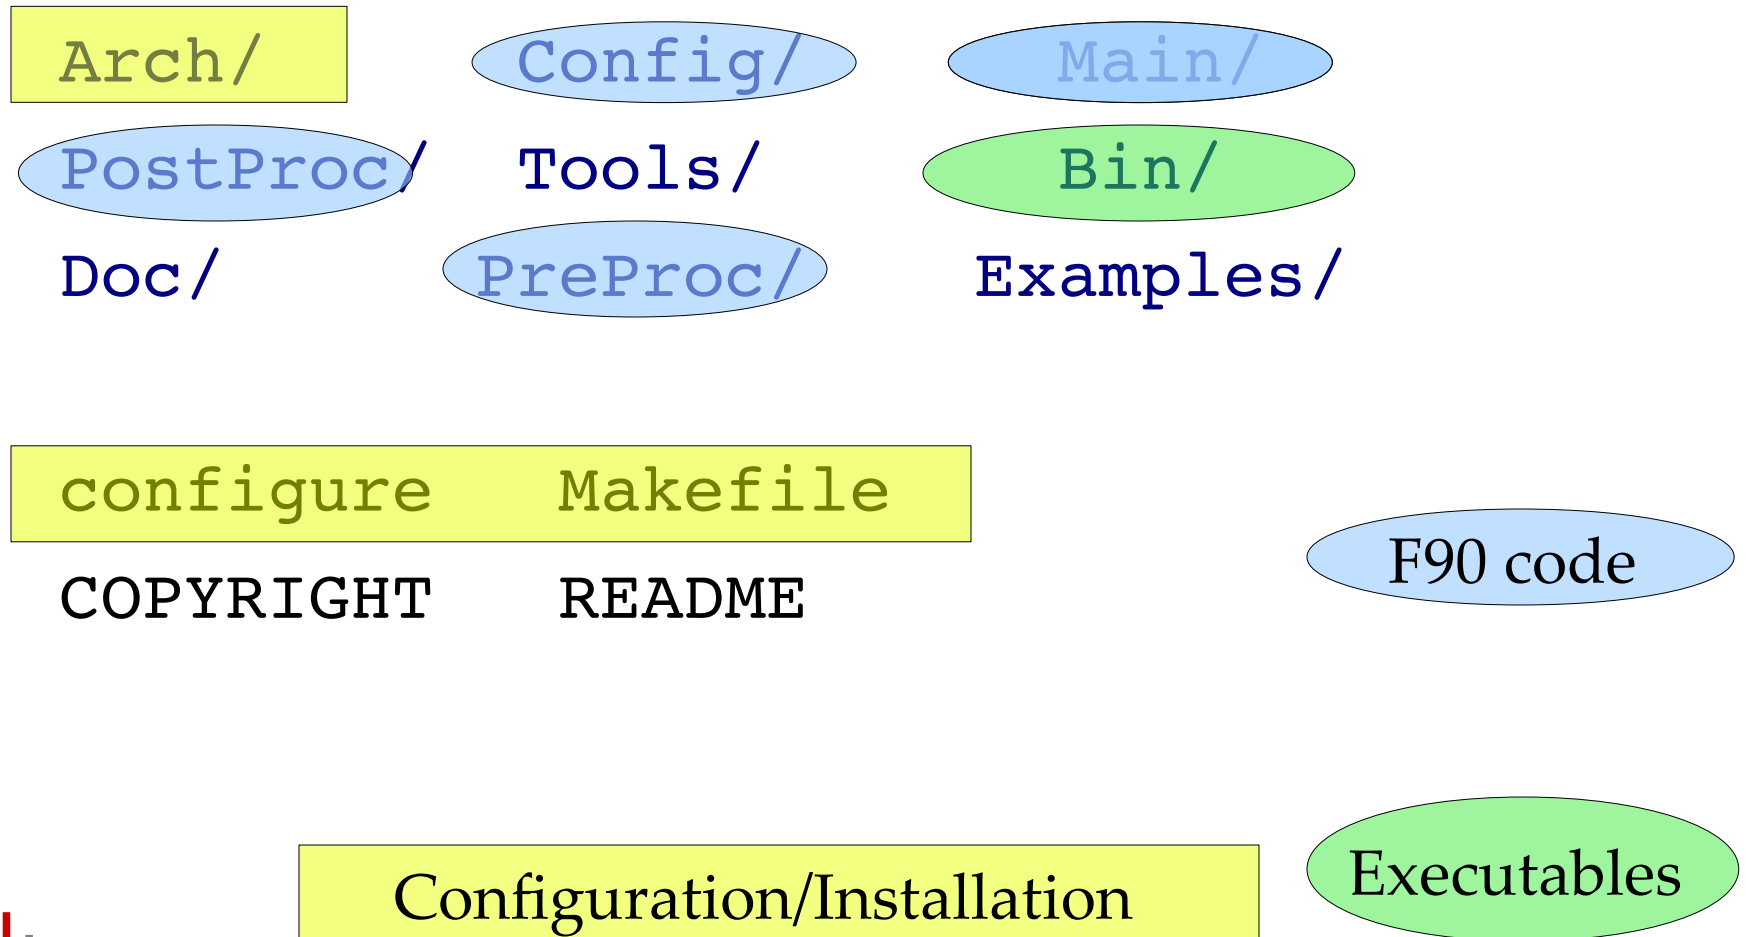 Arch/ Config/ Main/
PostProc/ Tools/ Bin/
Doc/ PreProc/ Examples/
configure Makefile
F90 code
COPYRIGHT README
Executables
Configuration/Installation